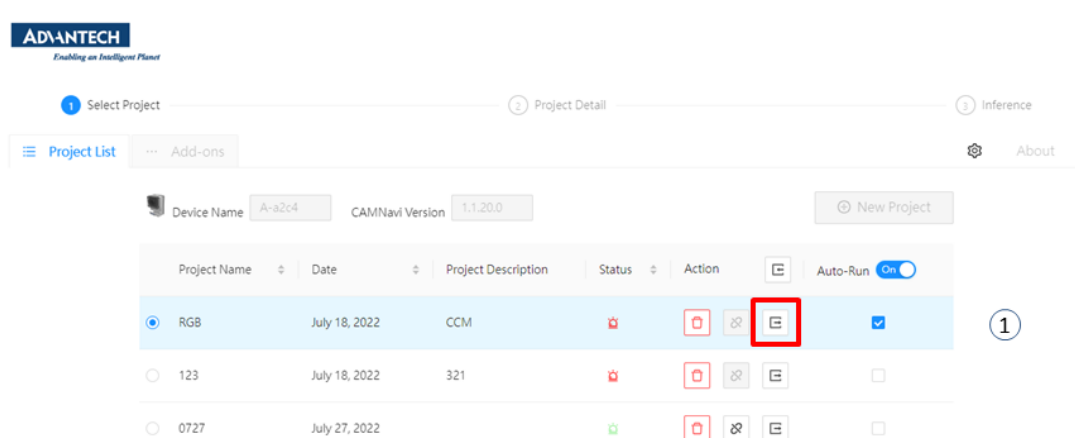 ADVANTECH
Enabling an Intelligent Planet
1 Select Project 2 Project Detail 3 Inference
Project List ... Add-ons About
Device Name A-a2c4 CAMNavi Version 1.1.20.0 New Project
Project Name Date Project Description Status Action Auto-Run On
RGB July 18, 2022 CCM 1
123 July 18, 2022 321
0727 July 27, 2022